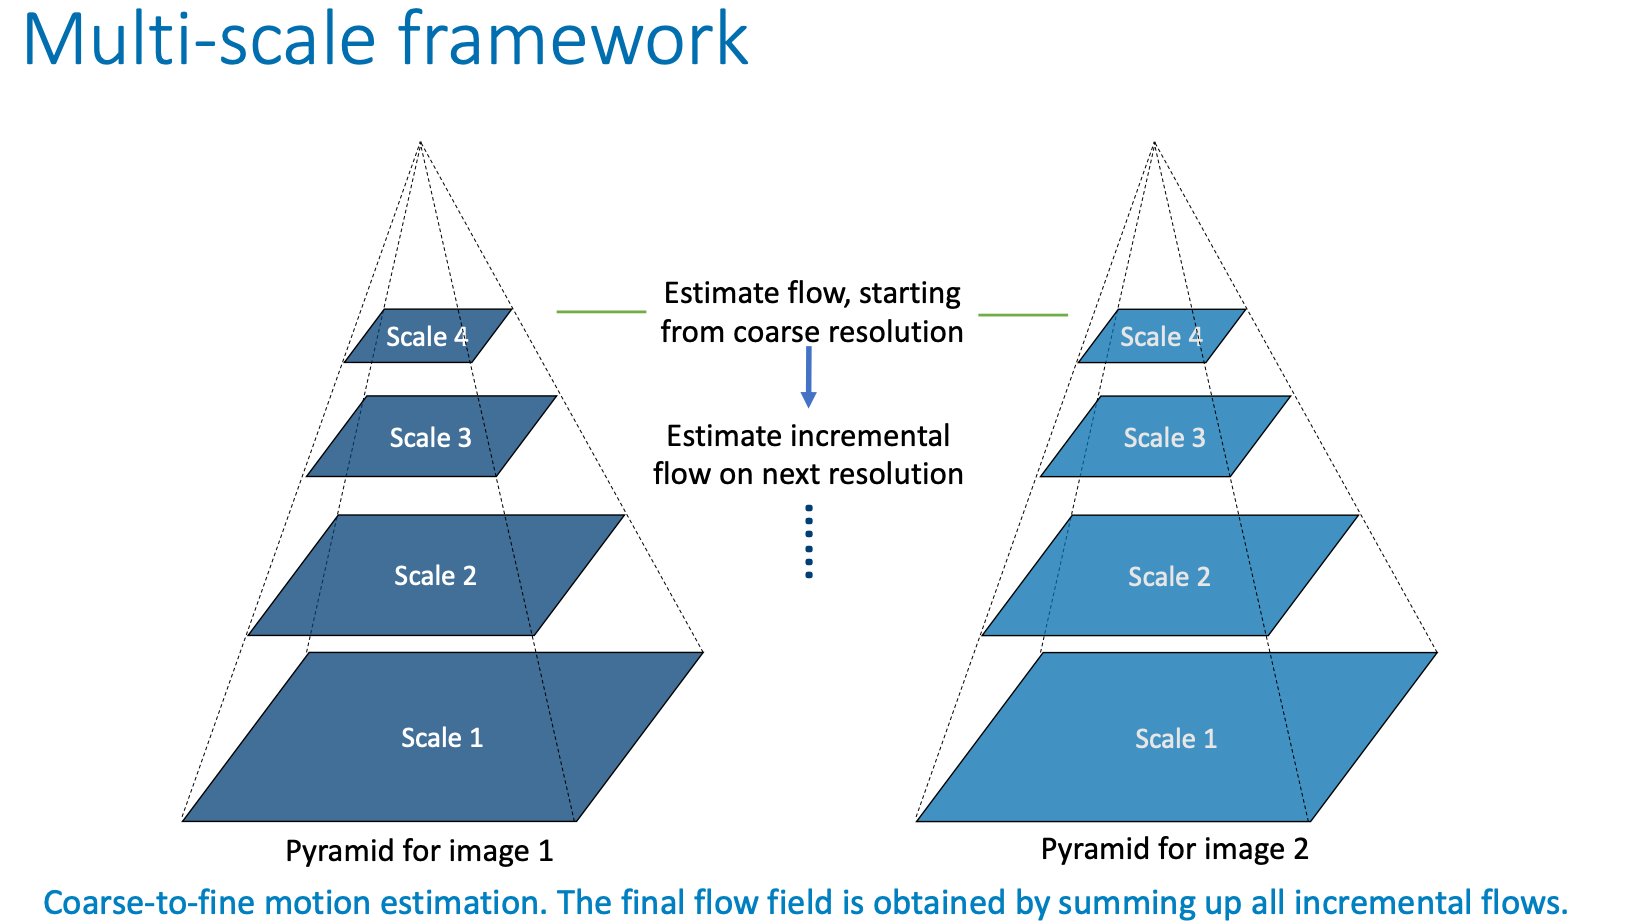 Multi-scale framework
Estimate flow, starting
from coarse resolution
Scale 4
Scale 4
Estimate incremental
flow on next resolution
Scale 3
Scale 3
Scale 2
Scale 2
Scale 1
Scale 1
Pyramid for image 1
Pyramid for image 2
Coarse-to-fine motion estimation. The final flow field is obtained by summing up all incremental flows.